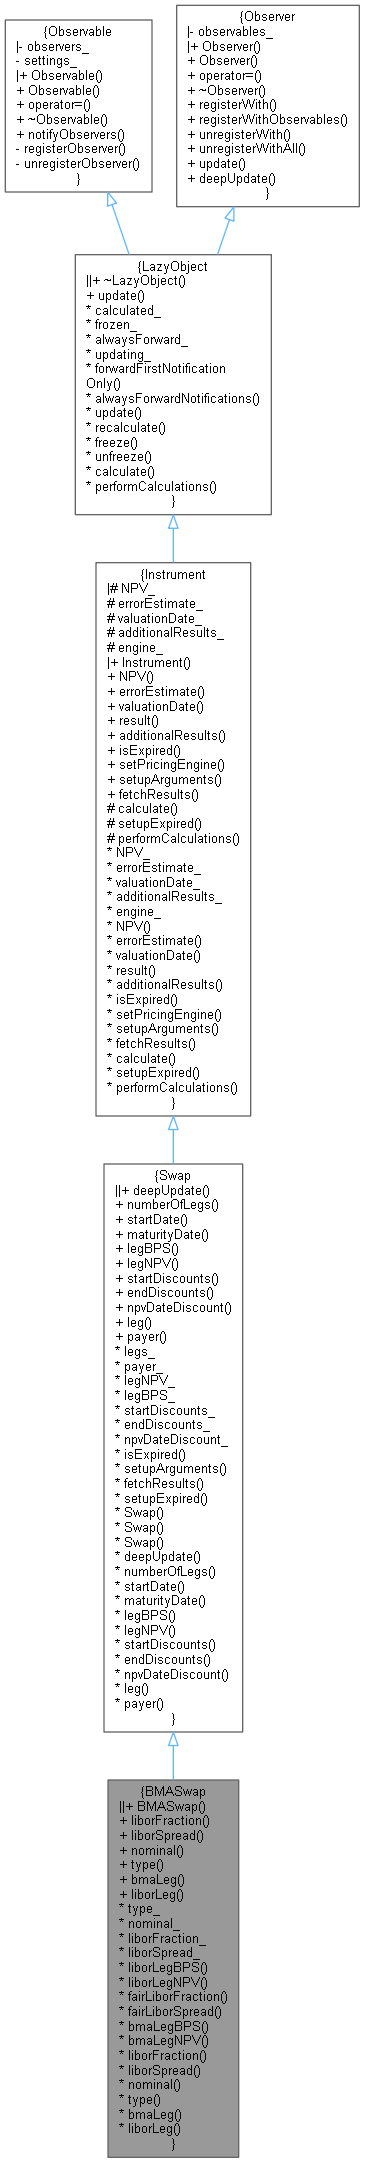 {Observable
|- observers_
- settings_
|+ Observable()
+ Observable()
+ operator=()
+ ~Observable()
+ notifyObservers()
- registerObserver()
- unregisterObserver()
}
{Observer
|- observables_
|+ Observer()
+ Observer()
+ operator=()
+ ~Observer()
+ registerWith()
+ registerWithObservables()
+ unregisterWith()
+ unregisterWithAll()
+ update()
+ deepUpdate()
}
{LazyObject
||+ ~LazyObject()
+ update()
* calculated_
* frozen_
* alwaysForward_
* updating_
* forwardFirstNotification
Only()
* alwaysForwardNotifications()
* update()
* recalculate()
* freeze()
* unfreeze()
* calculate()
* performCalculations()
}
{Instrument
|# NPV_
# errorEstimate_
# valuationDate_
# additionalResults_
# engine_
|+ Instrument()
+ NPV()
+ errorEstimate()
+ valuationDate()
+ result()
+ additionalResults()
+ isExpired()
+ setPricingEngine()
+ setupArguments()
+ fetchResults()
# calculate()
# setupExpired()
# performCalculations()
* NPV_
* errorEstimate_
* valuationDate_
* additionalResults_
* engine_
* NPV()
* errorEstimate()
* valuationDate()
* result()
* additionalResults()
* isExpired()
* setPricingEngine()
* setupArguments()
* fetchResults()
* calculate()
* setupExpired()
* performCalculations()
}
{Swap
||+ deepUpdate()
+ numberOfLegs()
+ startDate()
+ maturityDate()
+ legBPS()
+ legNPV()
+ startDiscounts()
+ endDiscounts()
+ npvDateDiscount()
+ leg()
+ payer()
* legs_
* payer_
* legNPV_
* legBPS_
* startDiscounts_
* endDiscounts_
* npvDateDiscount_
* isExpired()
* setupArguments()
* fetchResults()
* setupExpired()
* Swap()
* Swap()
* Swap()
* deepUpdate()
* numberOfLegs()
* startDate()
* maturityDate()
* legBPS()
* legNPV()
* startDiscounts()
* endDiscounts()
* npvDateDiscount()
* leg()
* payer()
}
{BMASwap
||+ BMASwap()
+ liborFraction()
+ liborSpread()
+ nominal()
+ type()
+ bmaLeg()
+ liborLeg()
* type_
* nominal_
* liborFraction_
* liborSpread_
* liborLegBPS()
* liborLegNPV()
* fairLiborFraction()
* fairLiborSpread()
* bmaLegBPS()
* bmaLegNPV()
* liborFraction()
* liborSpread()
* nominal()
* type()
* bmaLeg()
* liborLeg()
}